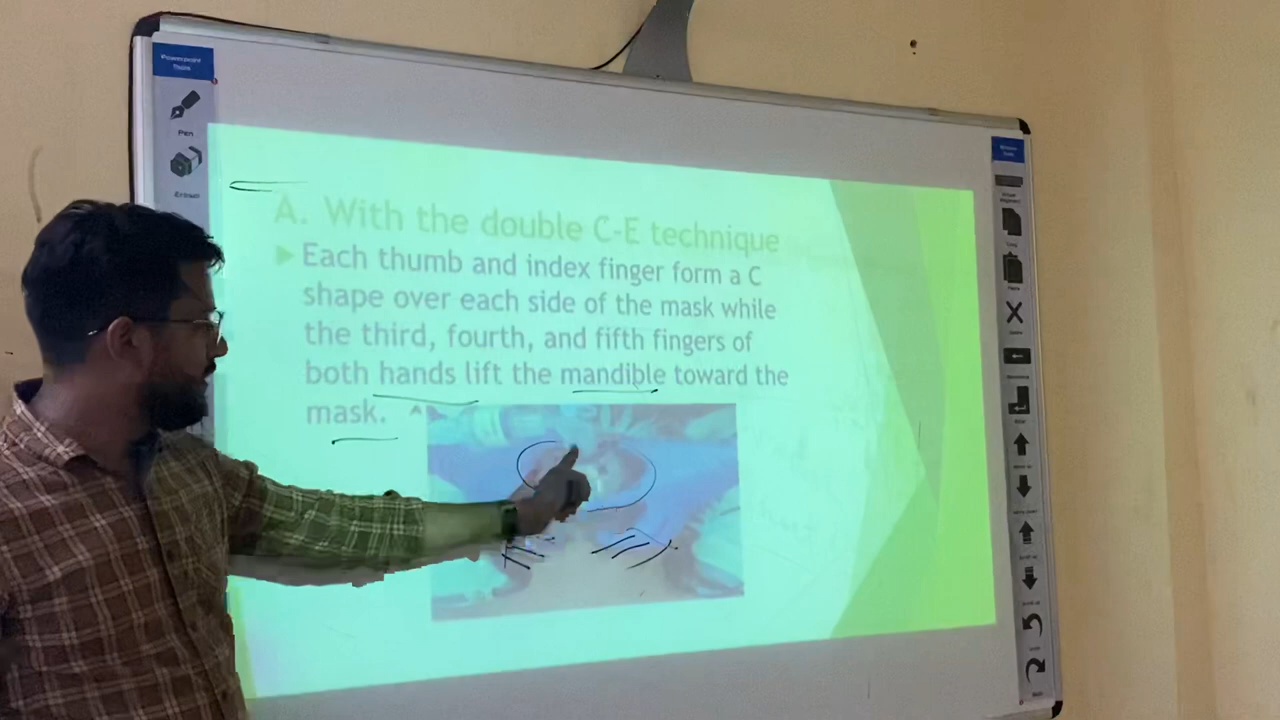 Powerpoint
Pen
A. With the double C-E technique
Each thumb and index finger form a C
shape over each side of the mask while
the third, fourth, and fifth fingers of
both hands lift the mandible toward the
mask.